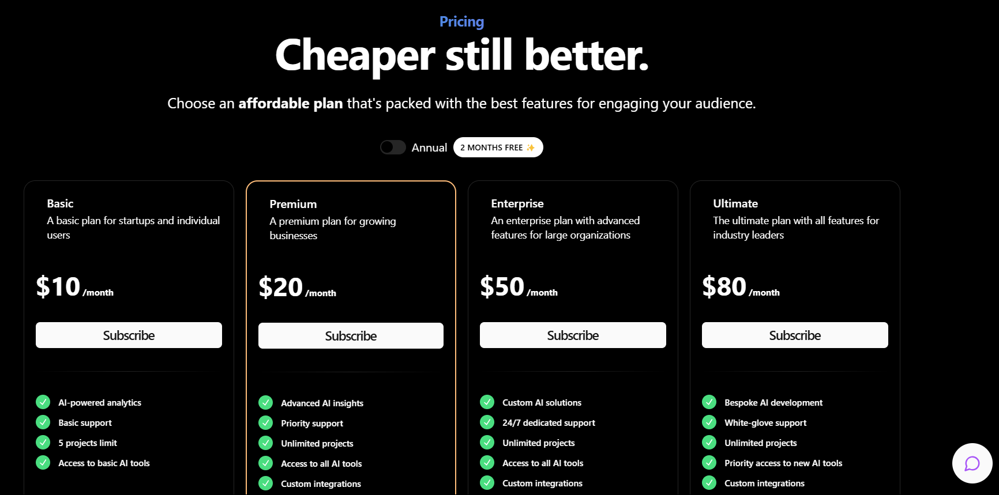 Pricing
Cheaper still better.
Choose an affordable plan that's packed with the best features for engaging your audience.
Annual
2 MONTHS FREE ✨
Basic
A basic plan for startups and individual
users
$10 /month
Subscribe
AI-powered analytics
Basic support
5 projects limit
Access to basic AI tools
Premium
A premium plan for growing
businesses
$20 /month
Subscribe
Advanced AI insights
Priority support
Unlimited projects
Access to all AI tools
Custom integrations
Enterprise
An enterprise plan with advanced
features for large organizations
$50 /month
Subscribe
Custom AI solutions
24/7 dedicated support
Unlimited projects
Access to all AI tools
Custom integrations
Ultimate
The ultimate plan with all features for
industry leaders
$80 /month
Subscribe
Bespoke AI development
White-glove support
Unlimited projects
Priority access to new AI tools
Custom integrations